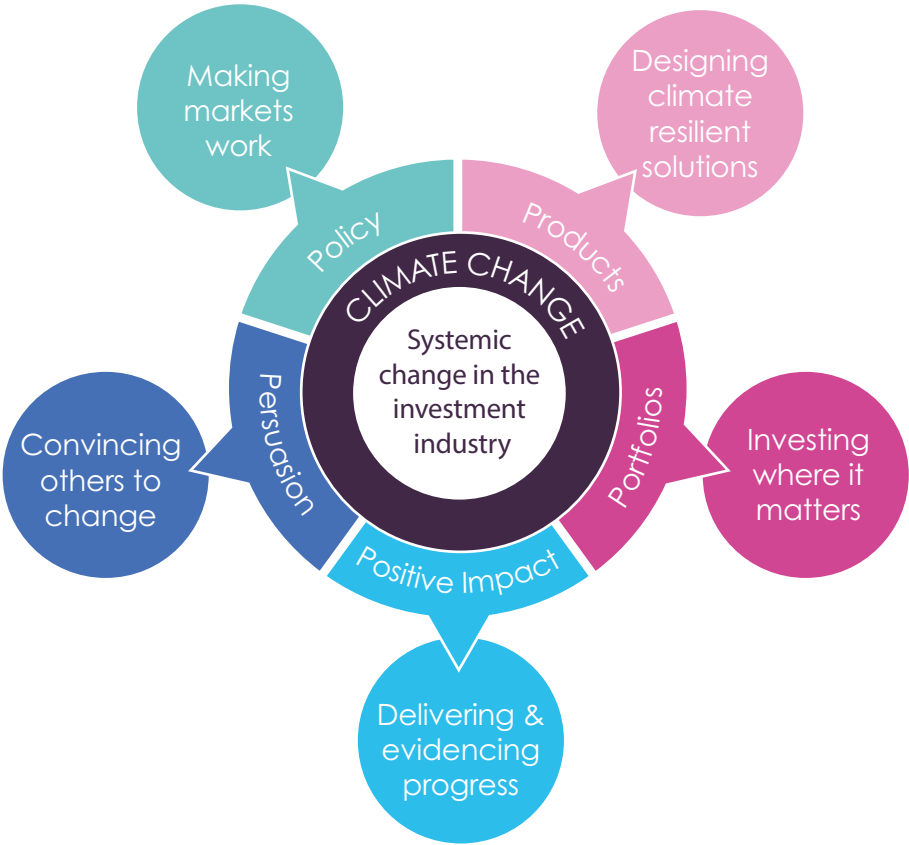 Making
markets
work
Designing
climate
resilient
solutions
Policy
Products
CLIMATE CHANGE
Systemic
change in the
investment
industry
Persuasion
Portfolios
Convincing
others to
change
Investing
where it
matters
Positive Impact
Delivering &
evidencing
progress